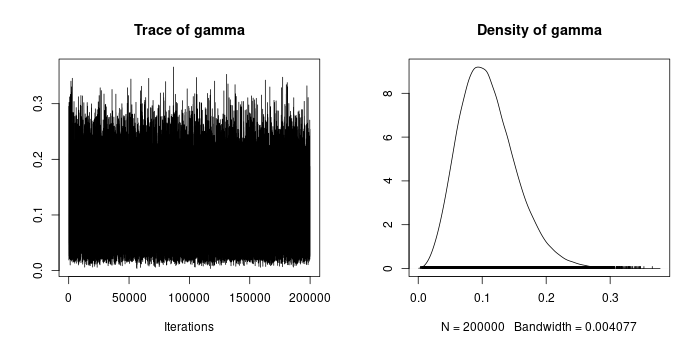 Trace of gamma
0.3
0.2
0.1
0.0
0 50000 100000 150000 200000
Iterations
Density of gamma
8
6
4
2
0
0.0 0.1 0.2 0.3
N = 200000 Bandwidth = 0.004077